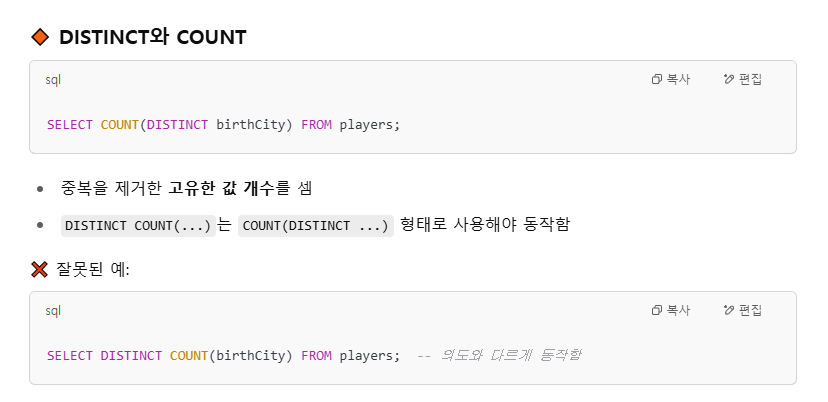 DISTINCT와 COUNT
sql
복사
편집
SELECT COUNT(DISTINCT birthCity) FROM players;
중복을 제거한 고유한 값 개수를 셈
DISTINCT COUNT(...)는 COUNT(DISTINCT ...) 형태로 사용해야 동작함
잘못된 예:
sql
복사
편집
SELECT DISTINCT COUNT(birthCity) FROM players;  -- 의도와 다르게 동작함